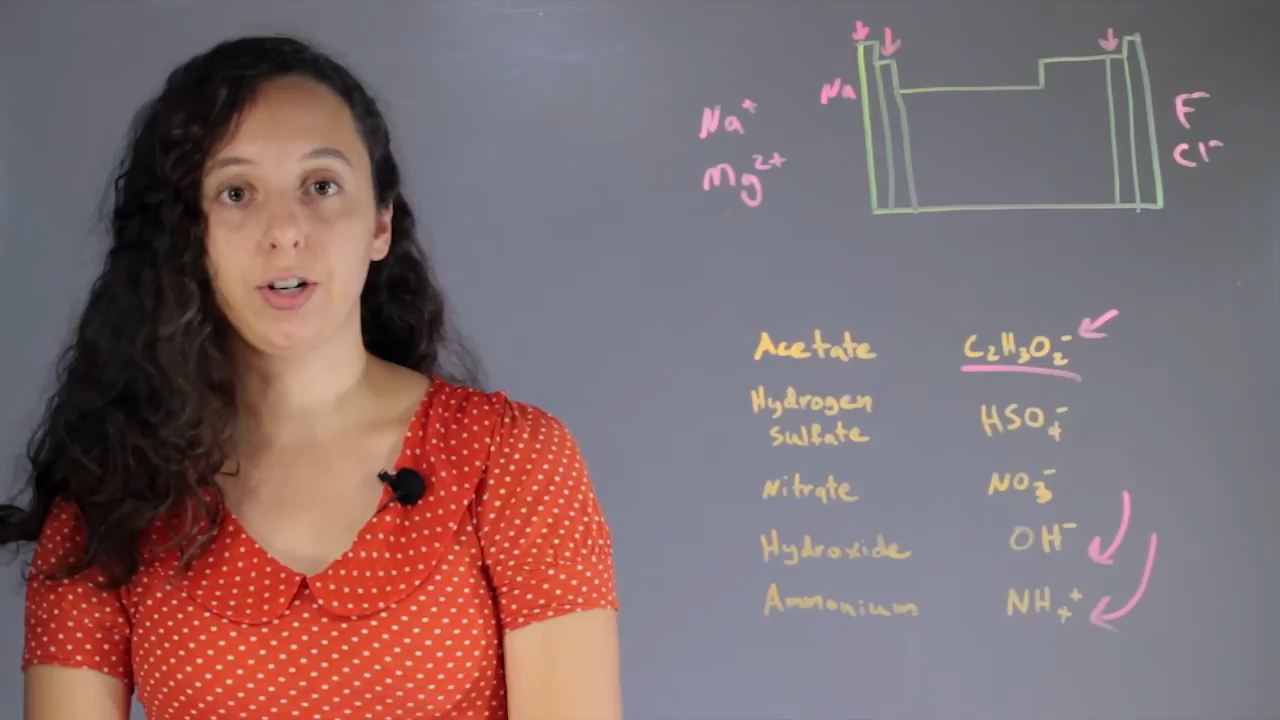 Na
Na⁺
Mg²⁺
F⁻
Cl⁻
Acetate C₂H₃O₂⁻
Hydrogen
sulfate HSO₄⁻
Nitrate NO₃⁻
Hydroxide OH⁻
Ammonium NH₄⁺